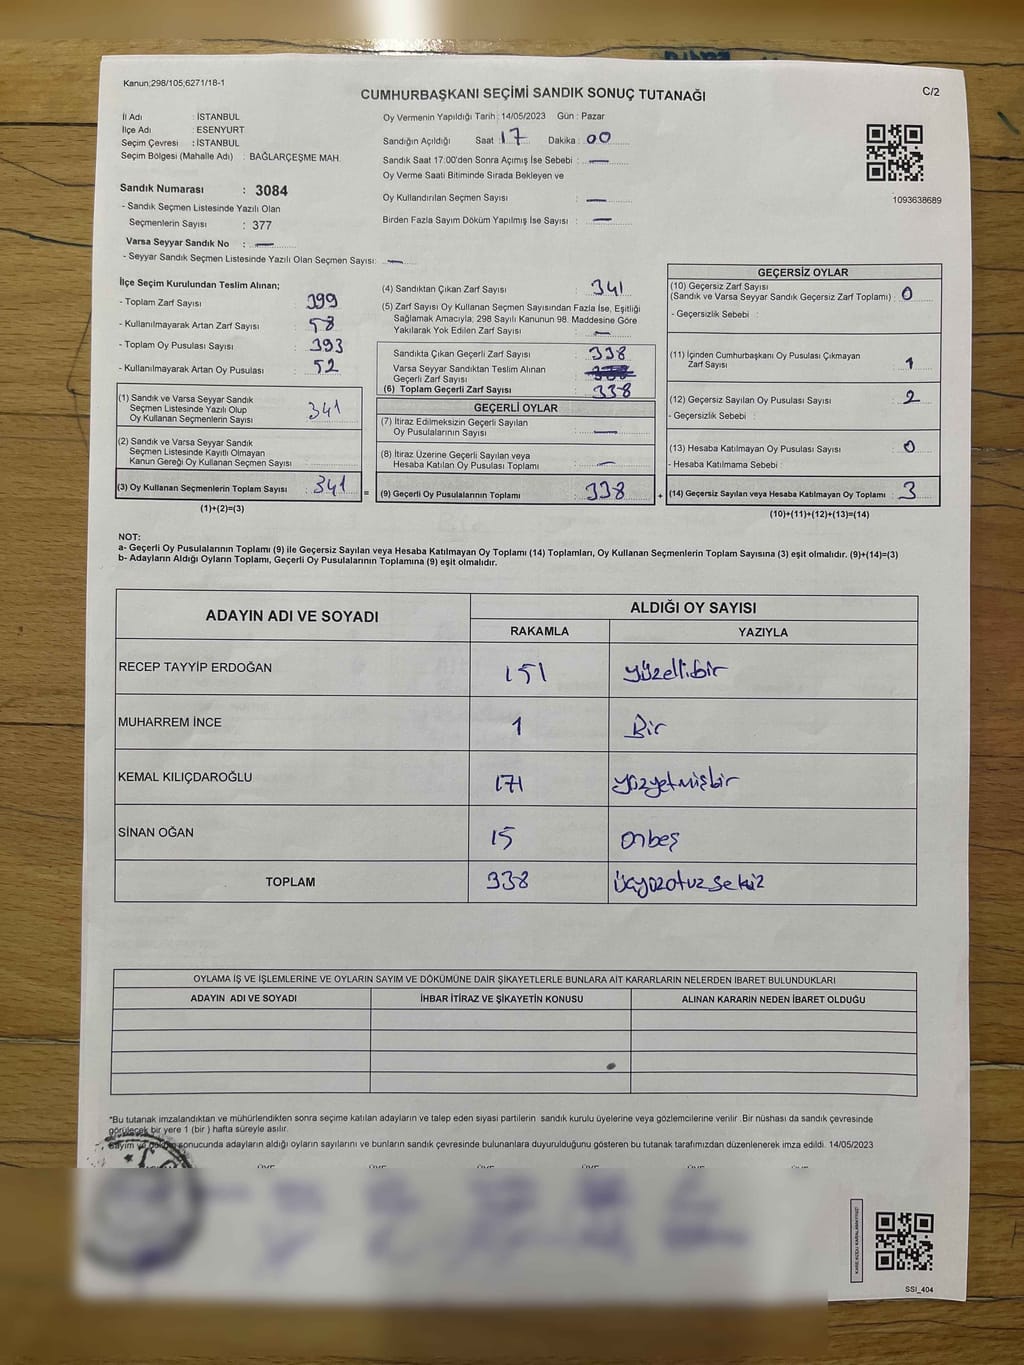 Kanun;298/105;6271/18-1
CUMHURBAŞKANI SEÇİMİ SANDIK SONUÇ TUTANAĞI
C/2
İl Adı : İSTANBUL
İlçe Adı : ESENYURT
Seçim Çevresi : İSTANBUL
Seçim Bölgesi (Mahalle Adı) : BAĞLARÇEŞME MAH.
Sandık Numarası : 3084
- Sandık Seçmen Listesinde Yazılı Olan
Seçmenlerin Sayısı : 377
Varsa Seyyar Sandık No : —
- Seyyar Sandık Seçmen Listesinde Yazılı Olan Seçmen Sayısı: —
Oy Vermenin Yapıldığı Tarih : 14/05/2023 Gün : Pazar
Sandığın Açıldığı Saat : 17 Dakika : 00
Sandık Saat 17:00'den Sonra Açımış İse Sebebi : —
Oy Verme Saati Bitiminde Sırada Bekleyen ve
Oy Kullandırılan Seçmen Sayısı : —
Birden Fazla Sayım Döküm Yapılmış İse Sayısı : —
1093638689
İlçe Seçim Kurulundan Teslim Alınan;
- Toplam Zarf Sayısı : 399
- Kullanılmayarak Artan Zarf Sayısı : 58
- Toplam Oy Pusulası Sayısı : 393
- Kullanılmayarak Artan Oy Pusulası : 52
(1) Sandık ve Varsa Seyyar Sandık
Seçmen Listesinde Yazılı Olup
Oy Kullanan Seçmenlerin Sayısı : 341
(2) Sandık ve Varsa Seyyar Sandık
Seçmen Listesinde Kayıtlı Olmayan
Kanun Gereği Oy Kullanan Seçmen Sayısı :
(3) Oy Kullanan Seçmenlerin Toplam Sayısı : 341 =
(1)+(2)=(3)
(4) Sandıktan Çıkan Zarf Sayısı : 341
(5) Zarf Sayısı Oy Kullanan Seçmen Sayısından Fazla İse, Eşitliği
Sağlamak Amacıyla; 298 Sayılı Kanunun 98. Maddesine Göre
Yakılarak Yok Edilen Zarf Sayısı : —
Sandıkta Çıkan Geçerli Zarf Sayısı : 338
Varsa Seyyar Sandıktan Teslim Alınan
Geçerli Zarf Sayısı :
(6) Toplam Geçerli Zarf Sayısı : 338
GEÇERLİ OYLAR
(7) İtiraz Edilmeksizin Geçerli Sayılan
Oy Pusulalarının Sayısı : —
(8) İtiraz Üzerine Geçerli Sayılan veya
Hesaba Katılan Oy Pusulası Toplamı : —
(9) Geçerli Oy Pusulalarının Toplamı : 338 +
GEÇERSİZ OYLAR
(10) Geçersiz Zarf Sayısı
(Sandık ve Varsa Seyyar Sandık Geçersiz Zarf Toplamı) : 0
- Geçersizlik Sebebi :
(11) İçinden Cumhurbaşkanı Oy Pusulası Çıkmayan
Zarf Sayısı : 1
(12) Geçersiz Sayılan Oy Pusulası Sayısı : 2
- Geçersizlik Sebebi :
(13) Hesaba Katılmayan Oy Pusulası Sayısı : 0
- Hesaba Katılmama Sebebi :
(14) Geçersiz Sayılan veya Hesaba Katılmayan Oy Toplamı : 3
(10)+(11)+(12)+(13)=(14)
NOT:
a- Geçerli Oy Pusulalarının Toplamı (9) ile Geçersiz Sayılan veya Hesaba Katılmayan Oy Toplamı (14) Toplamları, Oy Kullanan Seçmenlerin Toplam Sayısına (3) eşit olmalıdır. (9)+(14)=(3)
b- Adayların Aldığı Oyların Toplamı, Geçerli Oy Pusulalarının Toplamına (9) eşit olmalıdır.
ADAYIN ADI VE SOYADI ALDIĞI OY SAYISI
RAKAMLA YAZIYLA
RECEP TAYYİP ERDOĞAN 151 yüzellibir
MUHARREM İNCE 1 Bir
KEMAL KILIÇDAROĞLU 171 yüzyetmişbir
SİNAN OĞAN 15 onbeş
TOPLAM 338 Üçyüzotuzsekiz
OYLAMA İŞ VE İŞLEMLERİNE VE OYLARIN SAYIM VE DÖKÜMÜNE DAİR ŞİKAYETLERLE BUNLARA AİT KARARLARIN NELERDEN İBARET BULUNDUKLARI
ADAYIN ADI VE SOYADI İHBAR İTİRAZ VE ŞİKAYETİN KONUSU ALINAN KARARIN NEDEN İBARET OLDUĞU
*Bu tutanak imzalandıktan ve mühürlendikten sonra seçime katılan adayların ve talep eden siyasi partilerin sandık kurulu üyelerine veya gözlemcilerine verilir. Bir nüshası da sandık çevresinde
görülecek bir yere 1 (bir ) hafta süreyle asılır.
Sayım ve döküm sonucunda adayların aldığı oyların sayılarını ve bunların sandık çevresinde bulunanlara duyurulduğunu gösteren bu tutanak tarafımızdan düzenlenerek imza edildi. 14/05/2023
SSI_404